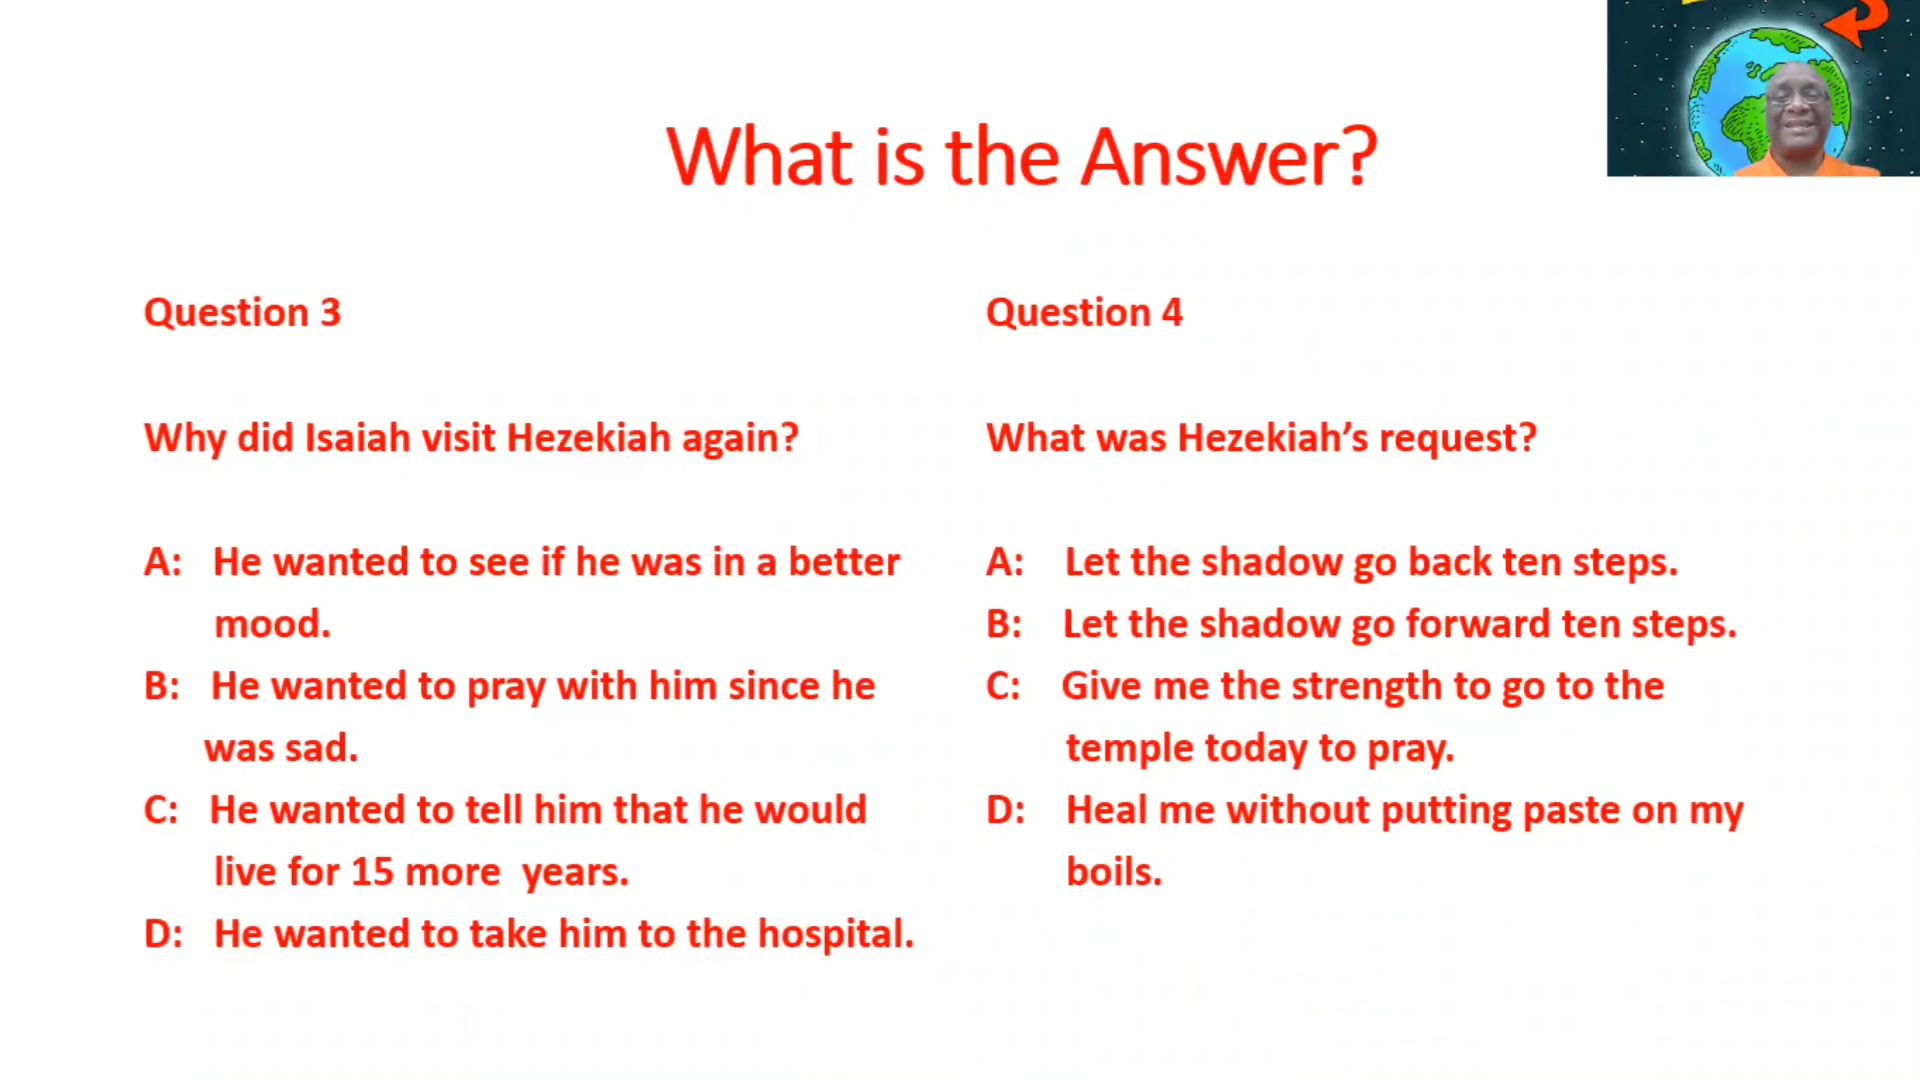 What is the Answer?
Question 3
Why did Isaiah visit Hezekiah again?
A: He wanted to see if he was in a better
mood.
B: He wanted to pray with him since he
was sad.
C: He wanted to tell him that he would
live for 15 more years.
D: He wanted to take him to the hospital.
Question 4
What was Hezekiah’s request?
A: Let the shadow go back ten steps.
B: Let the shadow go forward ten steps.
C: Give me the strength to go to the
temple today to pray.
D: Heal me without putting paste on my
boils.